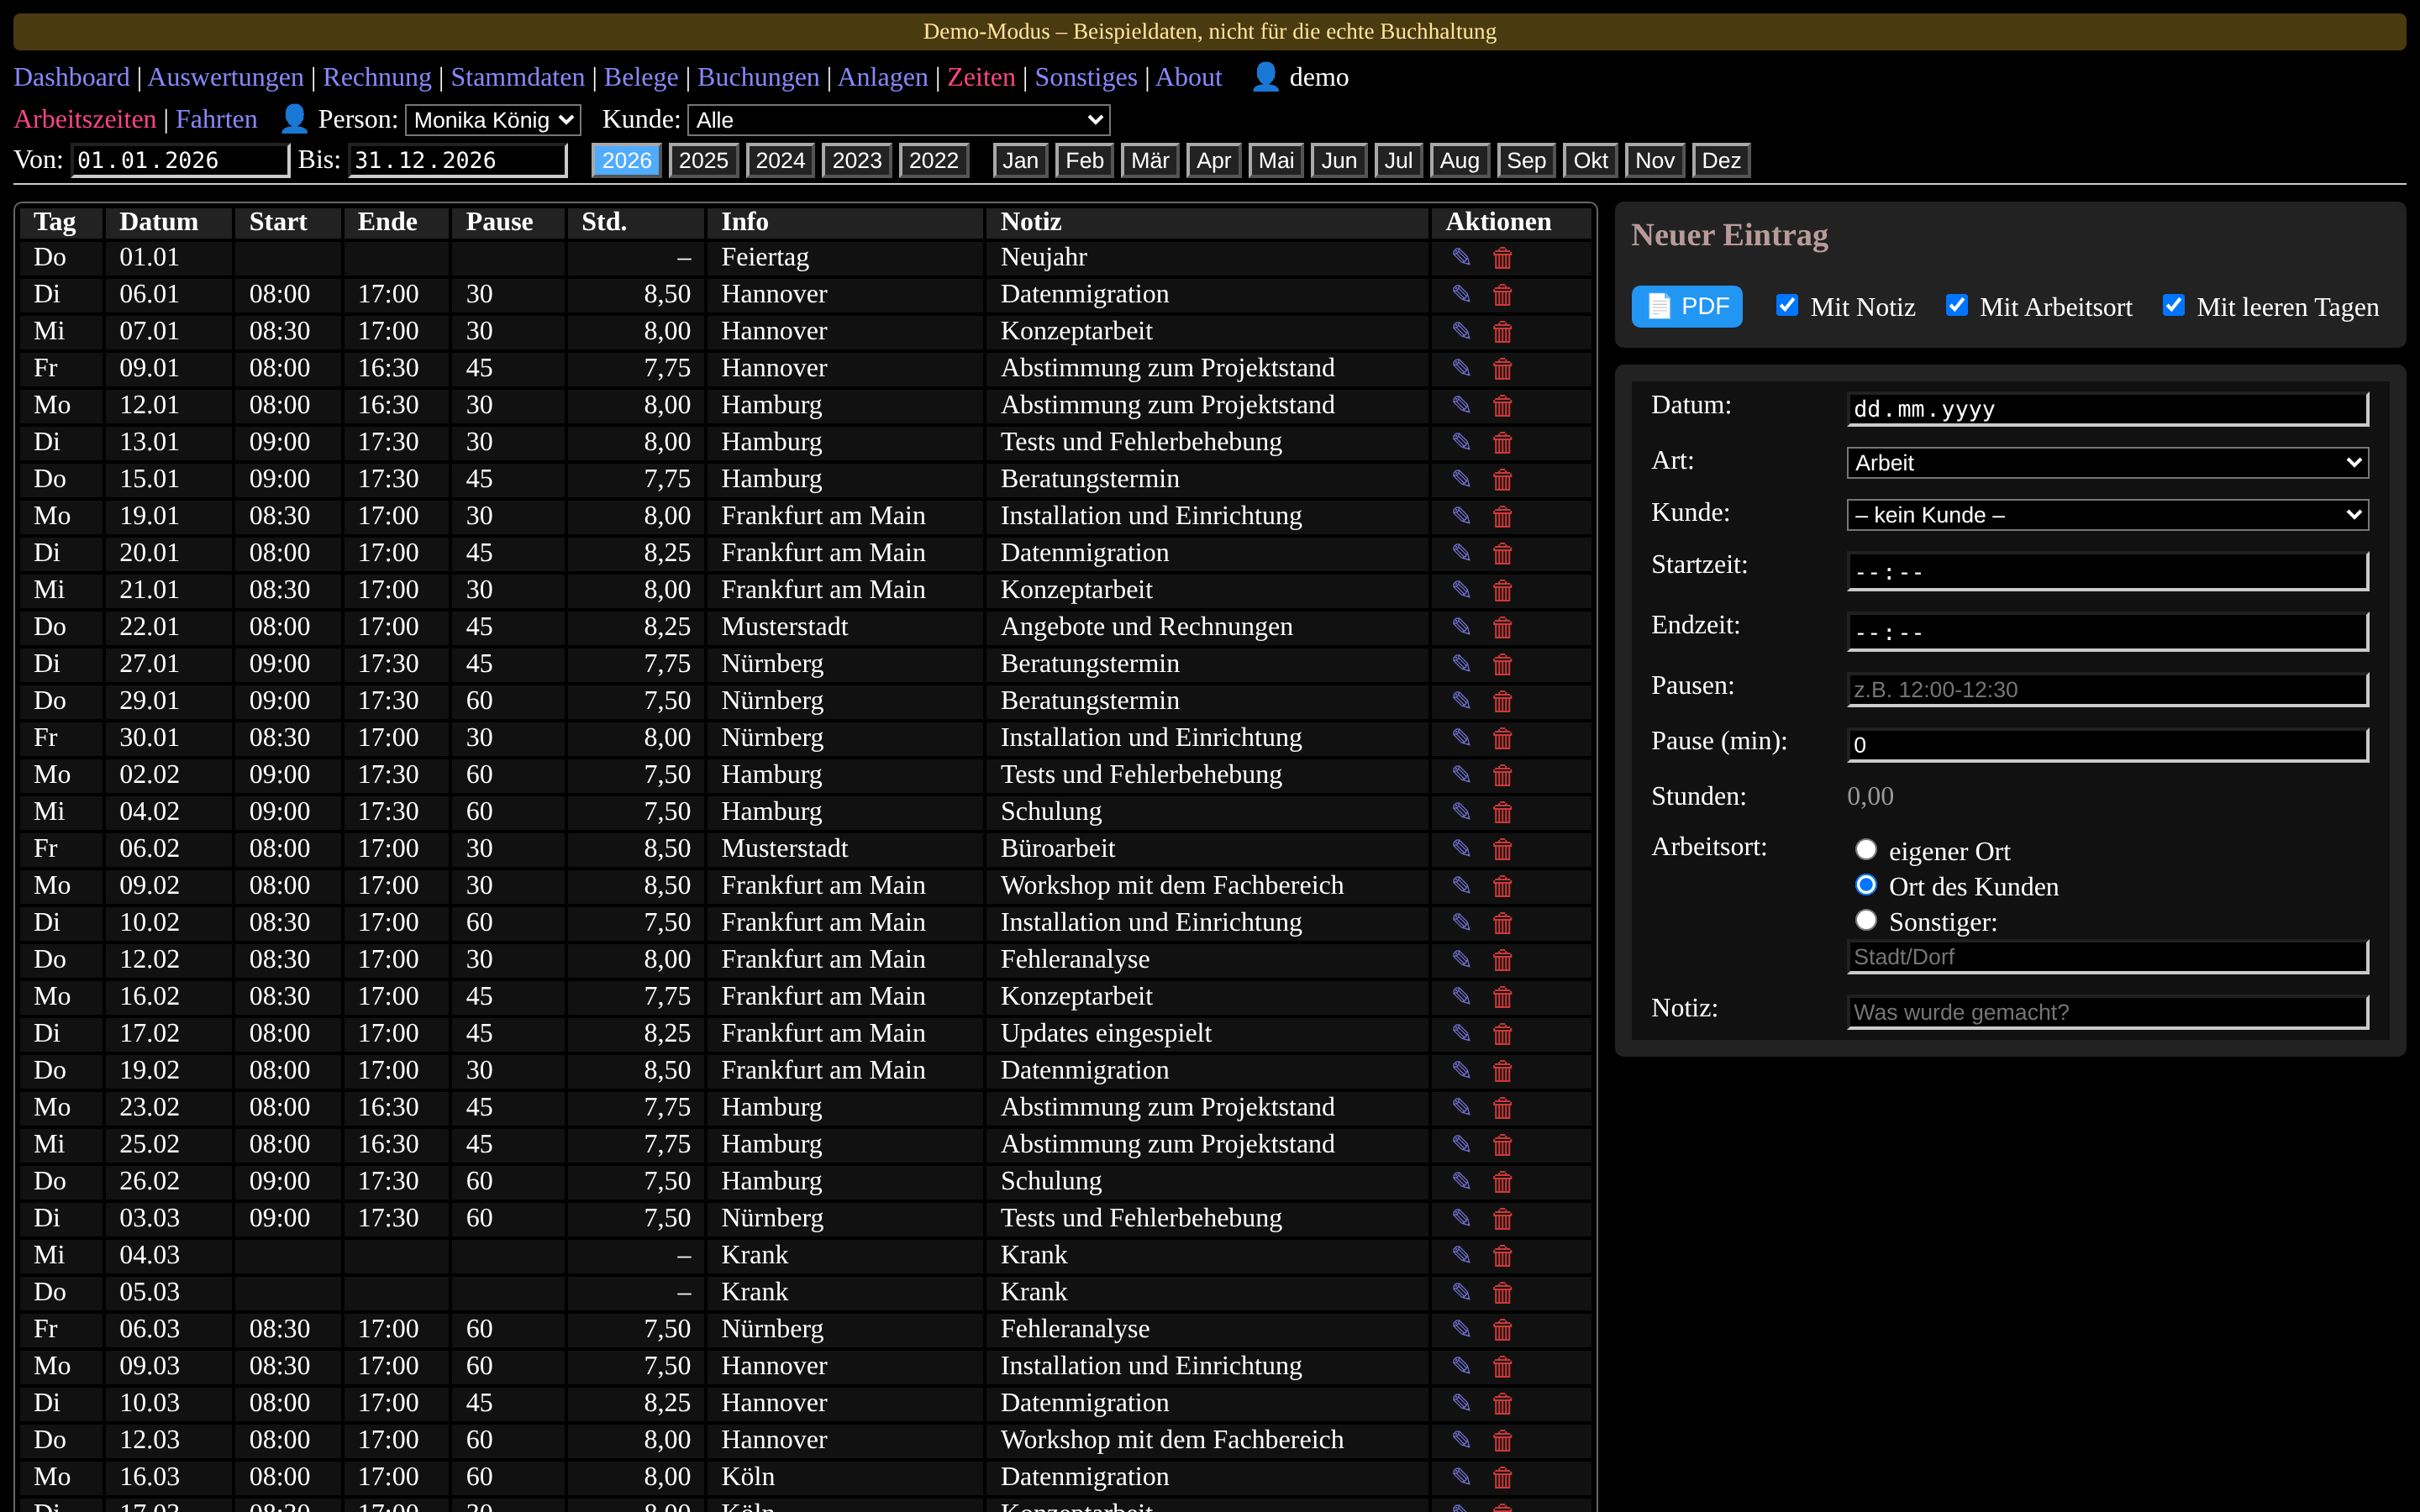 Demo-Modus – Beispieldaten, nicht für die echte Buchhaltung
Dashboard | Auswertungen | Rechnung | Stammdaten | Belege | Buchungen | Anlagen | Zeiten | Sonstiges | About 👤 demo
Arbeitszeiten | Fahrten 👤 Person: Monika König Kunde: Alle
Von: 01.01.2026 Bis: 31.12.2026 2026 2025 2024 2023 2022 Jan Feb Mär Apr Mai Jun Jul Aug Sep Okt Nov Dez
Tag Datum Start Ende Pause Std. Info Notiz Aktionen
Do 01.01 – Feiertag Neujahr
Di 06.01 08:00 17:00 30 8,50 Hannover Datenmigration
Mi 07.01 08:30 17:00 30 8,00 Hannover Konzeptarbeit
Fr 09.01 08:00 16:30 45 7,75 Hannover Abstimmung zum Projektstand
Mo 12.01 08:00 16:30 30 8,00 Hamburg Abstimmung zum Projektstand
Di 13.01 09:00 17:30 30 8,00 Hamburg Tests und Fehlerbehebung
Do 15.01 09:00 17:30 45 7,75 Hamburg Beratungstermin
Mo 19.01 08:30 17:00 30 8,00 Frankfurt am Main Installation und Einrichtung
Di 20.01 08:00 17:00 45 8,25 Frankfurt am Main Datenmigration
Mi 21.01 08:30 17:00 30 8,00 Frankfurt am Main Konzeptarbeit
Do 22.01 08:00 17:00 45 8,25 Musterstadt Angebote und Rechnungen
Di 27.01 09:00 17:30 45 7,75 Nürnberg Beratungstermin
Do 29.01 09:00 17:30 60 7,50 Nürnberg Beratungstermin
Fr 30.01 08:30 17:00 30 8,00 Nürnberg Installation und Einrichtung
Mo 02.02 09:00 17:30 60 7,50 Hamburg Tests und Fehlerbehebung
Mi 04.02 09:00 17:30 60 7,50 Hamburg Schulung
Fr 06.02 08:00 17:00 30 8,50 Musterstadt Büroarbeit
Mo 09.02 08:00 17:00 30 8,50 Frankfurt am Main Workshop mit dem Fachbereich
Di 10.02 08:30 17:00 60 7,50 Frankfurt am Main Installation und Einrichtung
Do 12.02 08:30 17:00 30 8,00 Frankfurt am Main Fehleranalyse
Mo 16.02 08:30 17:00 45 7,75 Frankfurt am Main Konzeptarbeit
Di 17.02 08:00 17:00 45 8,25 Frankfurt am Main Updates eingespielt
Do 19.02 08:00 17:00 30 8,50 Frankfurt am Main Datenmigration
Mo 23.02 08:00 16:30 45 7,75 Hamburg Abstimmung zum Projektstand
Mi 25.02 08:00 16:30 45 7,75 Hamburg Abstimmung zum Projektstand
Do 26.02 09:00 17:30 60 7,50 Hamburg Schulung
Di 03.03 09:00 17:30 60 7,50 Nürnberg Tests und Fehlerbehebung
Mi 04.03 – Krank Krank
Do 05.03 – Krank Krank
Fr 06.03 08:30 17:00 60 7,50 Nürnberg Fehleranalyse
Mo 09.03 08:30 17:00 60 7,50 Hannover Installation und Einrichtung
Di 10.03 08:00 17:00 45 8,25 Hannover Datenmigration
Do 12.03 08:00 17:00 60 8,00 Hannover Workshop mit dem Fachbereich
Mo 16.03 08:00 17:00 60 8,00 Köln Datenmigration
Di 17.03 08:30 17:00 30 8,00 Köln Konzeptarbeit
Neuer Eintrag
📄 PDF Mit Notiz Mit Arbeitsort Mit leeren Tagen
Datum: dd.mm.yyyy
Art: Arbeit
Kunde: – kein Kunde –
Startzeit: --:--
Endzeit: --:--
Pausen: z.B. 12:00-12:30
Pause (min): 0
Stunden: 0,00
Arbeitsort: eigener Ort
Ort des Kunden
Sonstiger:
Stadt/Dorf
Notiz: Was wurde gemacht?